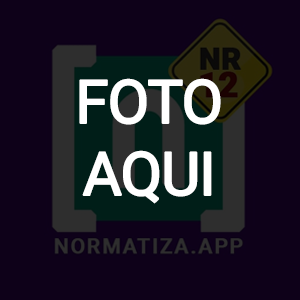 NR
12
FOTO
AQUI
n
NORMATIZA.APP